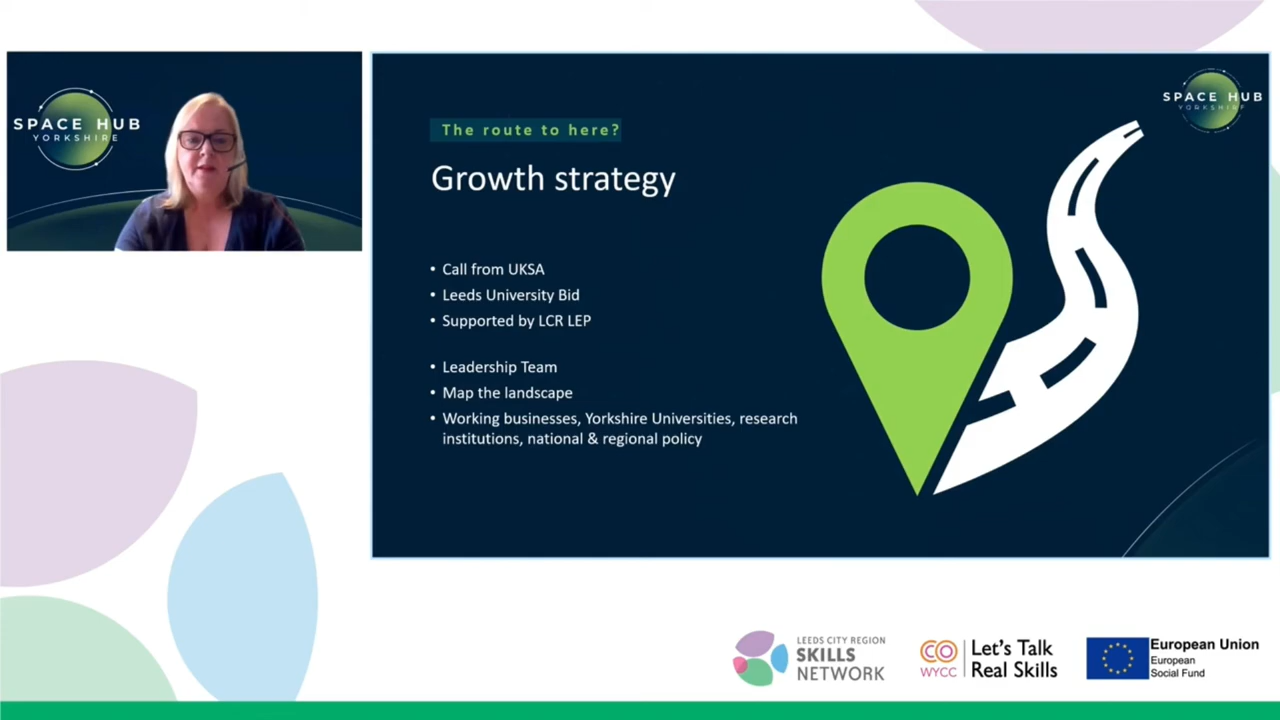 SPACE HUB
YORKSHIRE
SPACE HUB
YORKSHIRE
The route to here?
Growth strategy
• Call from UKSA
• Leeds University Bid
• Supported by LCR LEP
• Leadership Team
• Map the landscape
• Working businesses, Yorkshire Universities, research
institutions, national & regional policy
LEEDS CITY REGION
SKILLS
NETWORK
CO
WYCC
Let's Talk
Real Skills
European Union
European
Social Fund